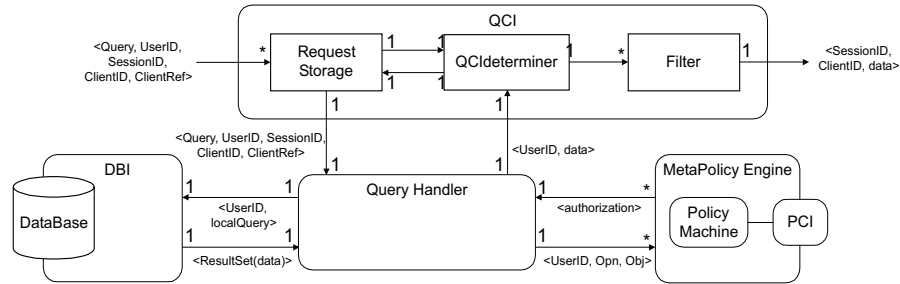 QCI
<Query, UserID,
SessionID,
ClientID, ClientRef>
*
Request
Storage
1
1
1
1
QCIdeterminer
1
*
Filter
1
<SessionID,
ClientID, data>
1
1
<Query, UserID, SessionID,
ClientID, ClientRef>
<UserID, data>
1
1
DBI
DataBase
1
1
<UserID,
localQuery>
1
1
<ResultSet(data)>
Query Handler
1
*
<authorization>
1
*
<UserID, Opn, Obj>
MetaPolicy Engine
Policy
Machine
PCI